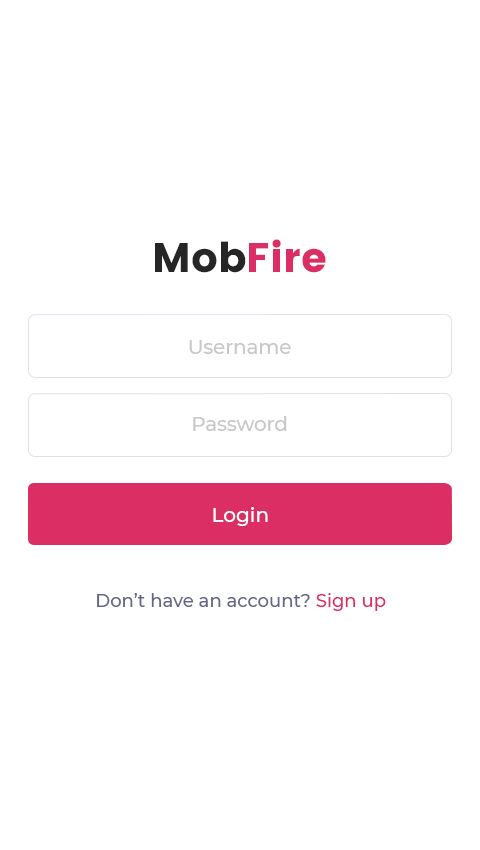 MobFire
Username
Password
Login
Don’t have an account? Sign up